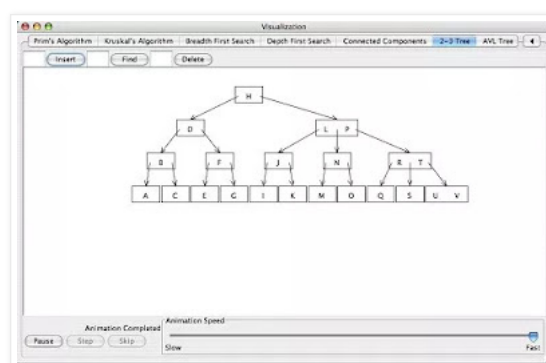 Visualization
Prim's Algorithm Kruskal's Algorithm Breadth First Search Depth First Search Connected Components 2-3 Tree AVL Tree
Insert Find Delete
H
D L P
B F J N R T
A C E G I K M O Q S U V
Animation Completed Animation Speed
Pause Step Skip
Slow Fast